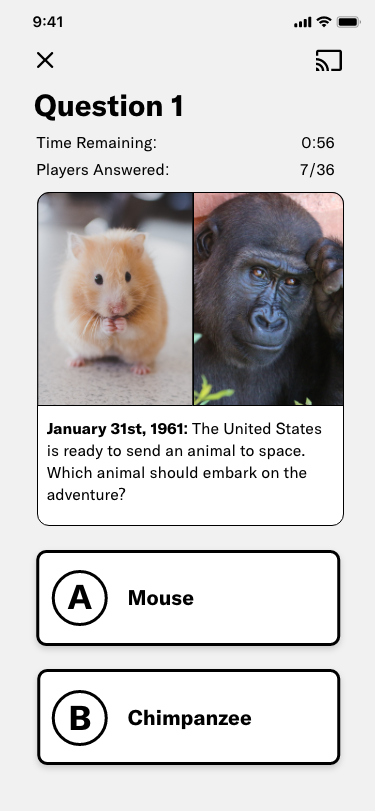 9:41
Question 1
Time Remaining: 0:56
Players Answered: 7/36
January 31st, 1961: The United States
is ready to send an animal to space.
Which animal should embark on the
adventure?
A Mouse
B Chimpanzee